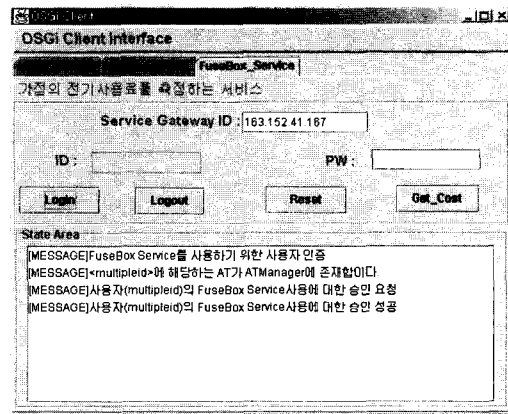 OSGi Client
OSGi Client Interface
FuseBox_Service
가정의 전기사용료를 측정하는 서비스
Service Gateway ID : 163.152.41.167
ID : PW :
Login Logout Reset Get_Cost
State Area
[MESSAGE]FuseBox Service를 사용하기 위한 사용자 인증
[MESSAGE]<multipleid>에 해당하는 AT가 ATManager에 존재합이다.
[MESSAGE]사용자(multipleid)의 FuseBox Service사용에 대한 승인 요청
[MESSAGE]사용자(multipleid)의 FuseBox Service사용에 대한 승인 성공